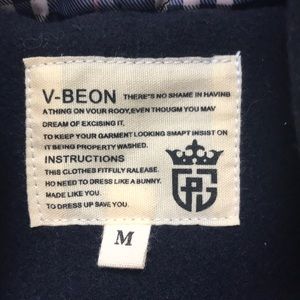 V-BEON THERE'S NO SHAME IN HAVING
A THING ON YOUR ROOY,EVEN THOUGM YOU MAV
DREAM OF EXCISING IT,
TO KEEP YOUR GARMENT LOOKING SMAPT INSIST ON
IT BEING PROPERTY WASHED.
INSTRUCTIONS
THIS CLOTHES FITFULY RALEASE.
HO NEED TO DRESS LIKE A BUNNY.
MADE LIKE YOU MUST.
TO DRESS UP SAVE YOU.
GPS
M